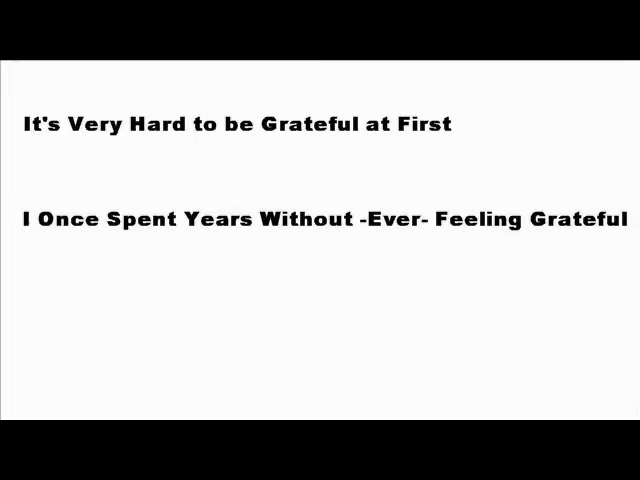 It's Very Hard to be Grateful at First
I Once Spent Years Without -Ever- Feeling Grateful